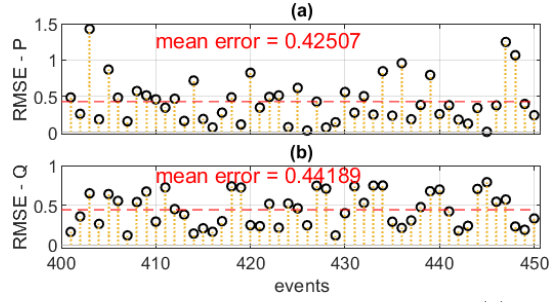 (a)
1.5
mean error = 0.42507
1
RMSE - P
0.5
0
(b)
1
mean error = 0.44189
RMSE - Q
0.5
0
400 410 420 430 440 450
events